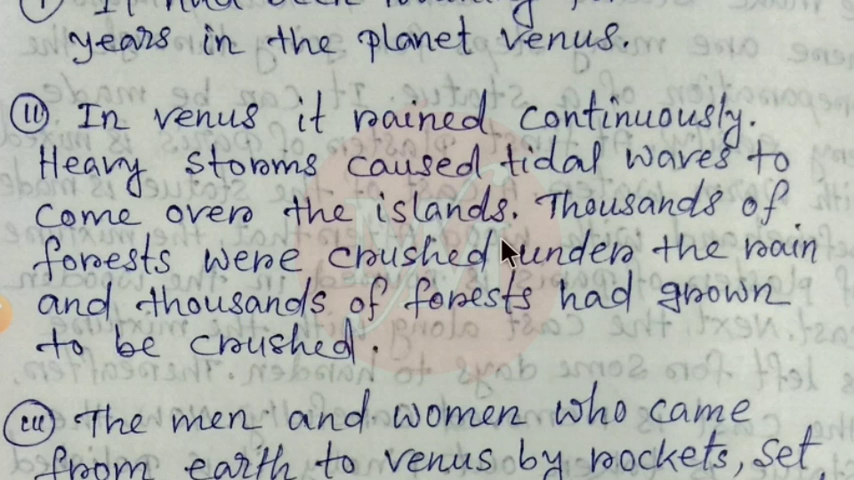 years in the planet venus.
(ii) In venus it rained continuously.
Heavy storms caused tidal waves to
come over the islands. Thousands of
forests were crushed under the rain
and thousands of forests had grown
to be crushed.
(iii) The men and women who came
from earth to venus by rockets, set